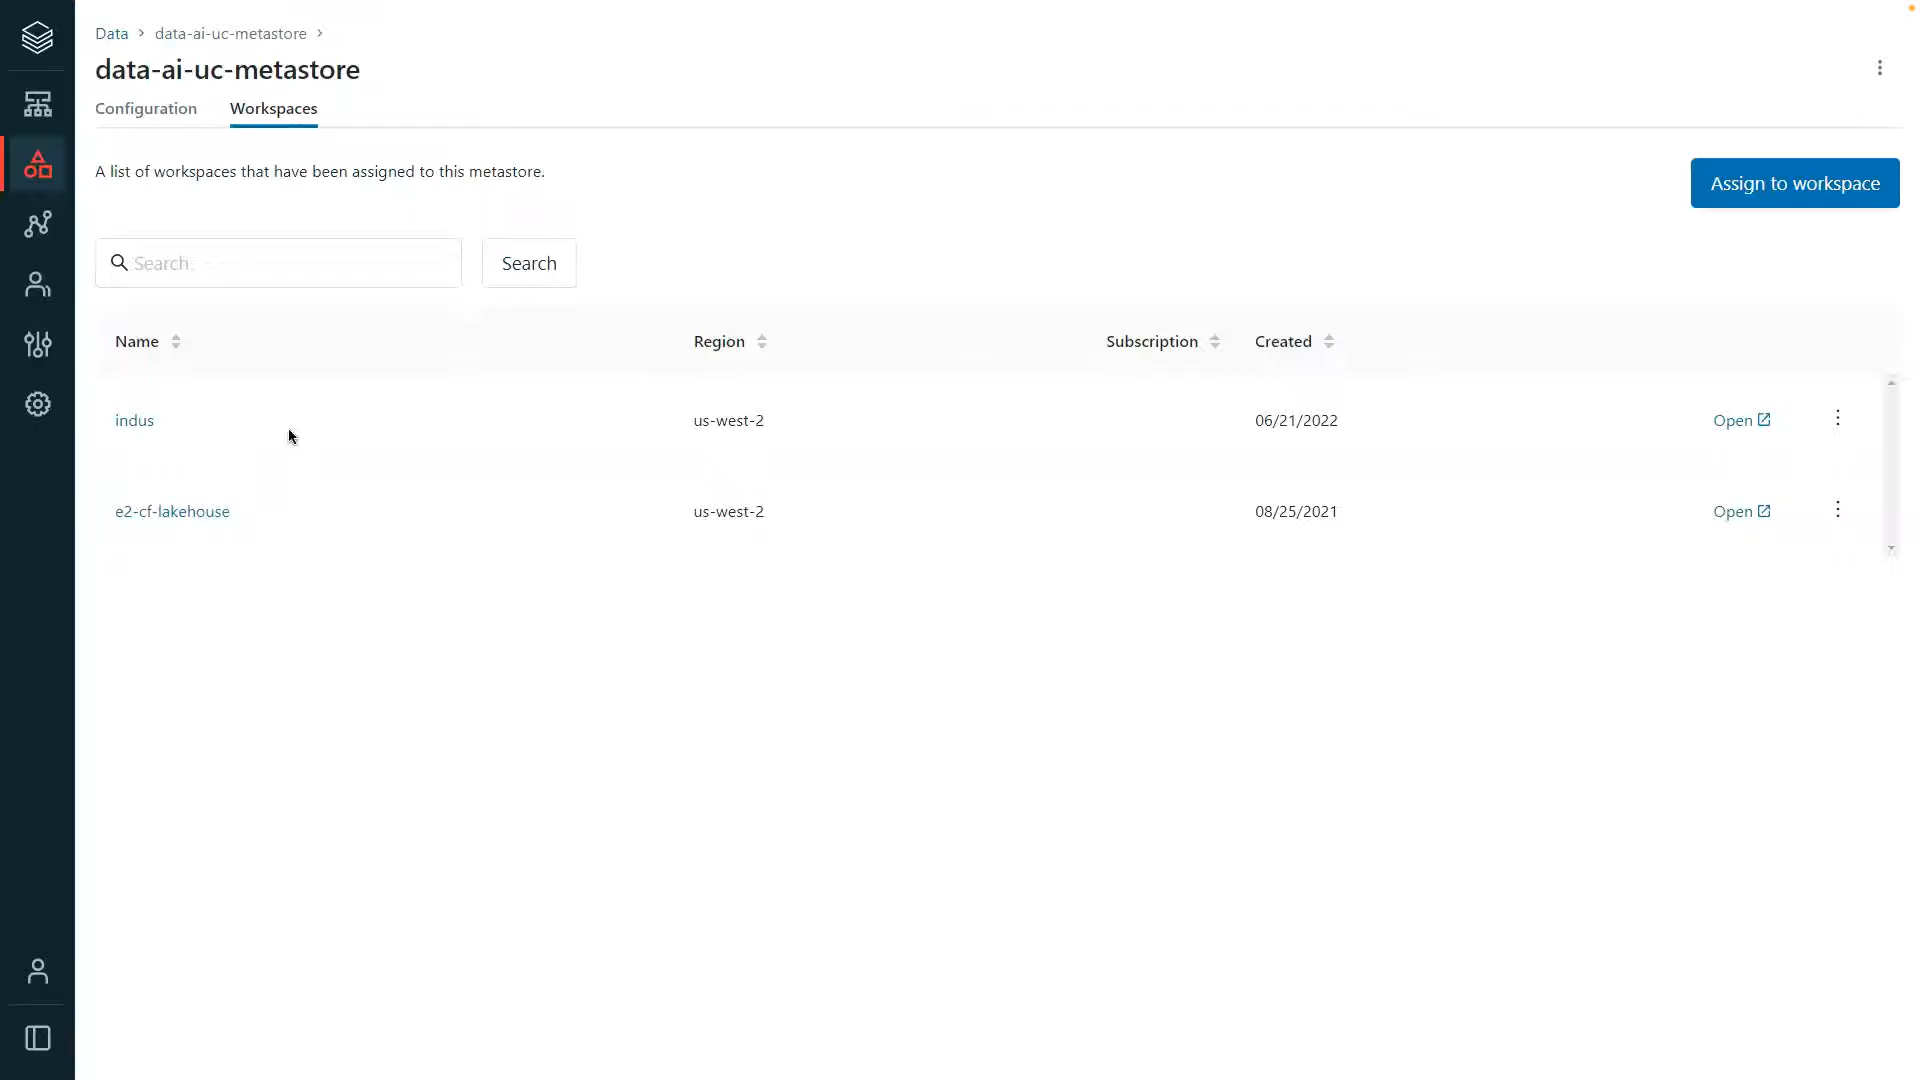 Data > data-ai-uc-metastore >
data-ai-uc-metastore
Configuration Workspaces
A list of workspaces that have been assigned to this metastore.
Assign to workspace
Search
Search
Name Region Subscription Created
indus us-west-2 06/21/2022 Open
e2-cf-lakehouse us-west-2 08/25/2021 Open